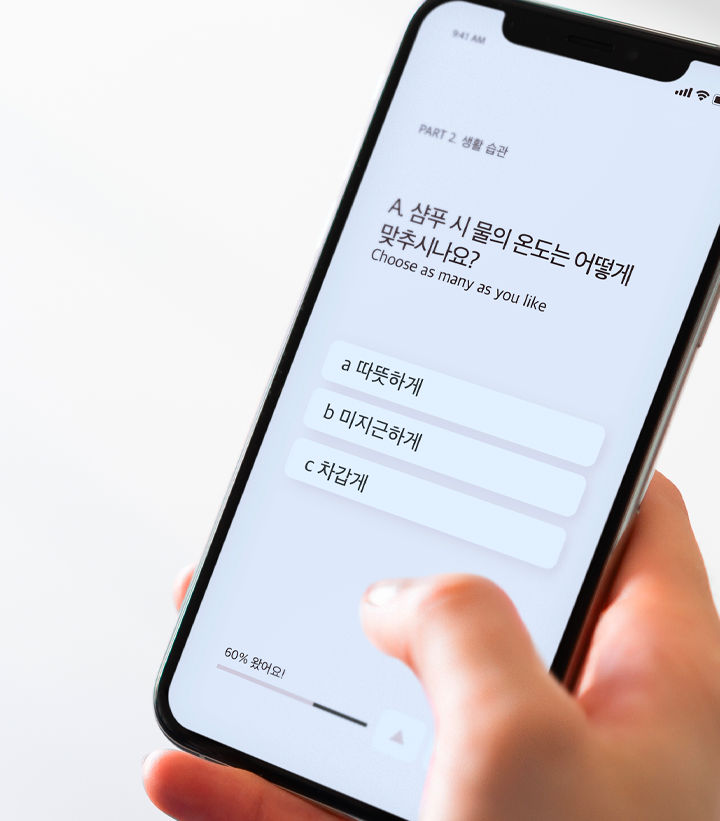 9:41 AM
PART 2. 생활 습관
A. 샴푸 시 물의 온도는 어떻게
맞추시나요?
Choose as many as you like
a 따뜻하게
b 미지근하게
c 차갑게
60% 왔어요!